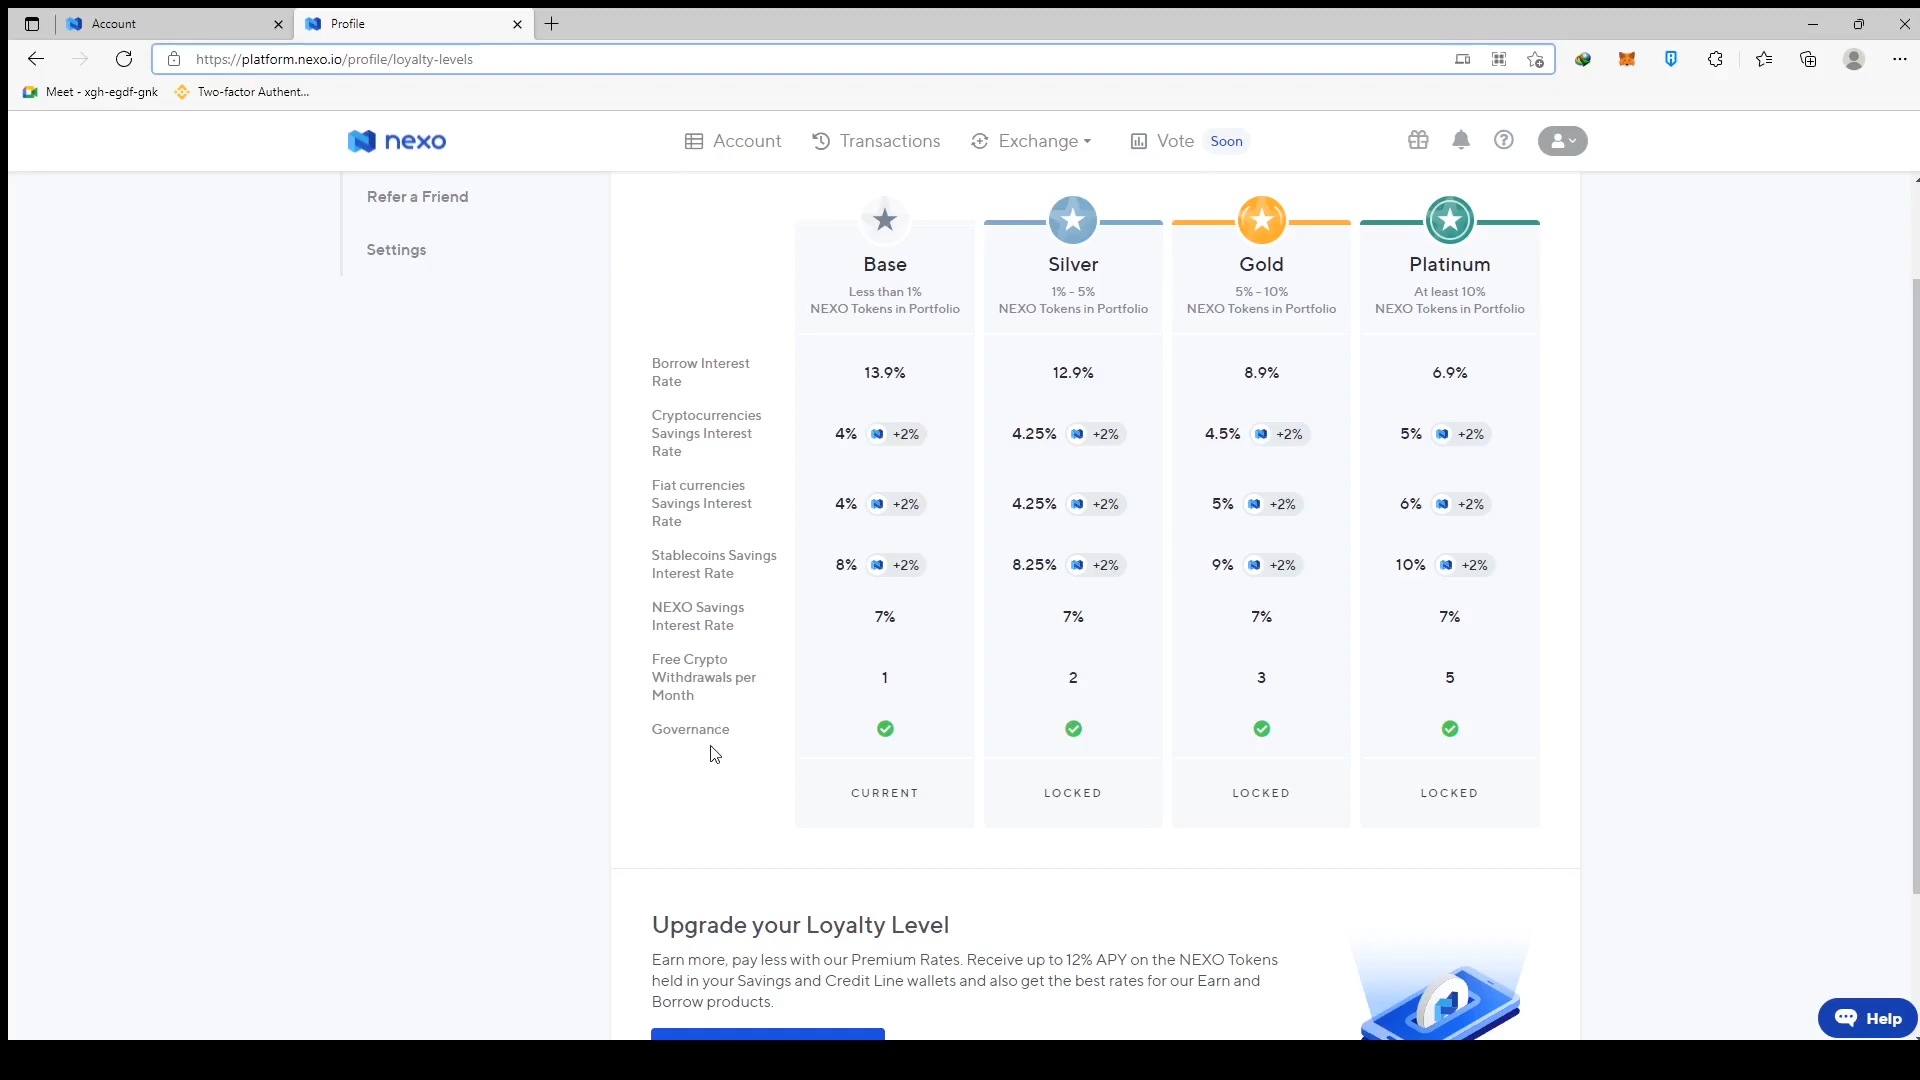 Account
Profile
https://platform.nexo.io/profile/loyalty-levels
Meet - xgh-egdf-gnk
Two-factor Authent...
nexo
Account
Transactions
Exchange
Vote
Soon
Refer a Friend
Settings
Base
Less than 1%
NEXO Tokens in Portfolio
Silver
1% - 5%
NEXO Tokens in Portfolio
Gold
5% - 10%
NEXO Tokens in Portfolio
Platinum
At least 10%
NEXO Tokens in Portfolio
Borrow Interest
Rate
13.9%
12.9%
8.9%
6.9%
Cryptocurrencies
Savings Interest
Rate
4% +2%
4.25% +2%
4.5% +2%
5% +2%
Fiat currencies
Savings Interest
Rate
4% +2%
4.25% +2%
5% +2%
6% +2%
Stablecoins Savings
Interest Rate
8% +2%
8.25% +2%
9% +2%
10% +2%
NEXO Savings
Interest Rate
7%
7%
7%
7%
Free Crypto
Withdrawals per
Month
1
2
3
5
Governance
CURRENT
LOCKED
LOCKED
LOCKED
Upgrade your Loyalty Level
Earn more, pay less with our Premium Rates. Receive up to 12% APY on the NEXO Tokens
held in your Savings and Credit Line wallets and also get the best rates for our Earn and
Borrow products.
Help